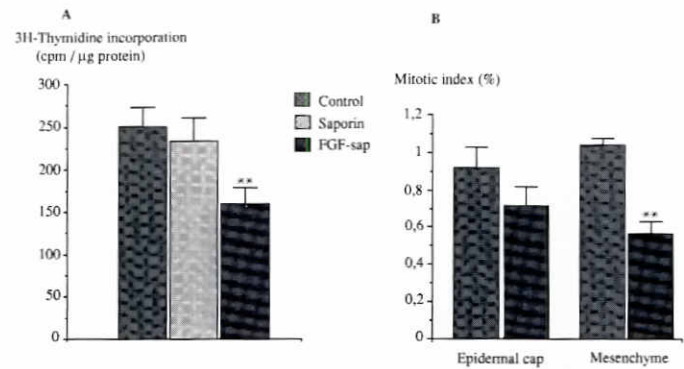 A
3H-Thymidine incorporation
(cpm / µg protein)
300
250
200
150
100
50
0
**
Control
Saporin
FGF-sap
B
Mitotic index (%)
1,2
1
0,8
0,6
0,4
0,2
0
**
Epidermal cap
Mesenchyme